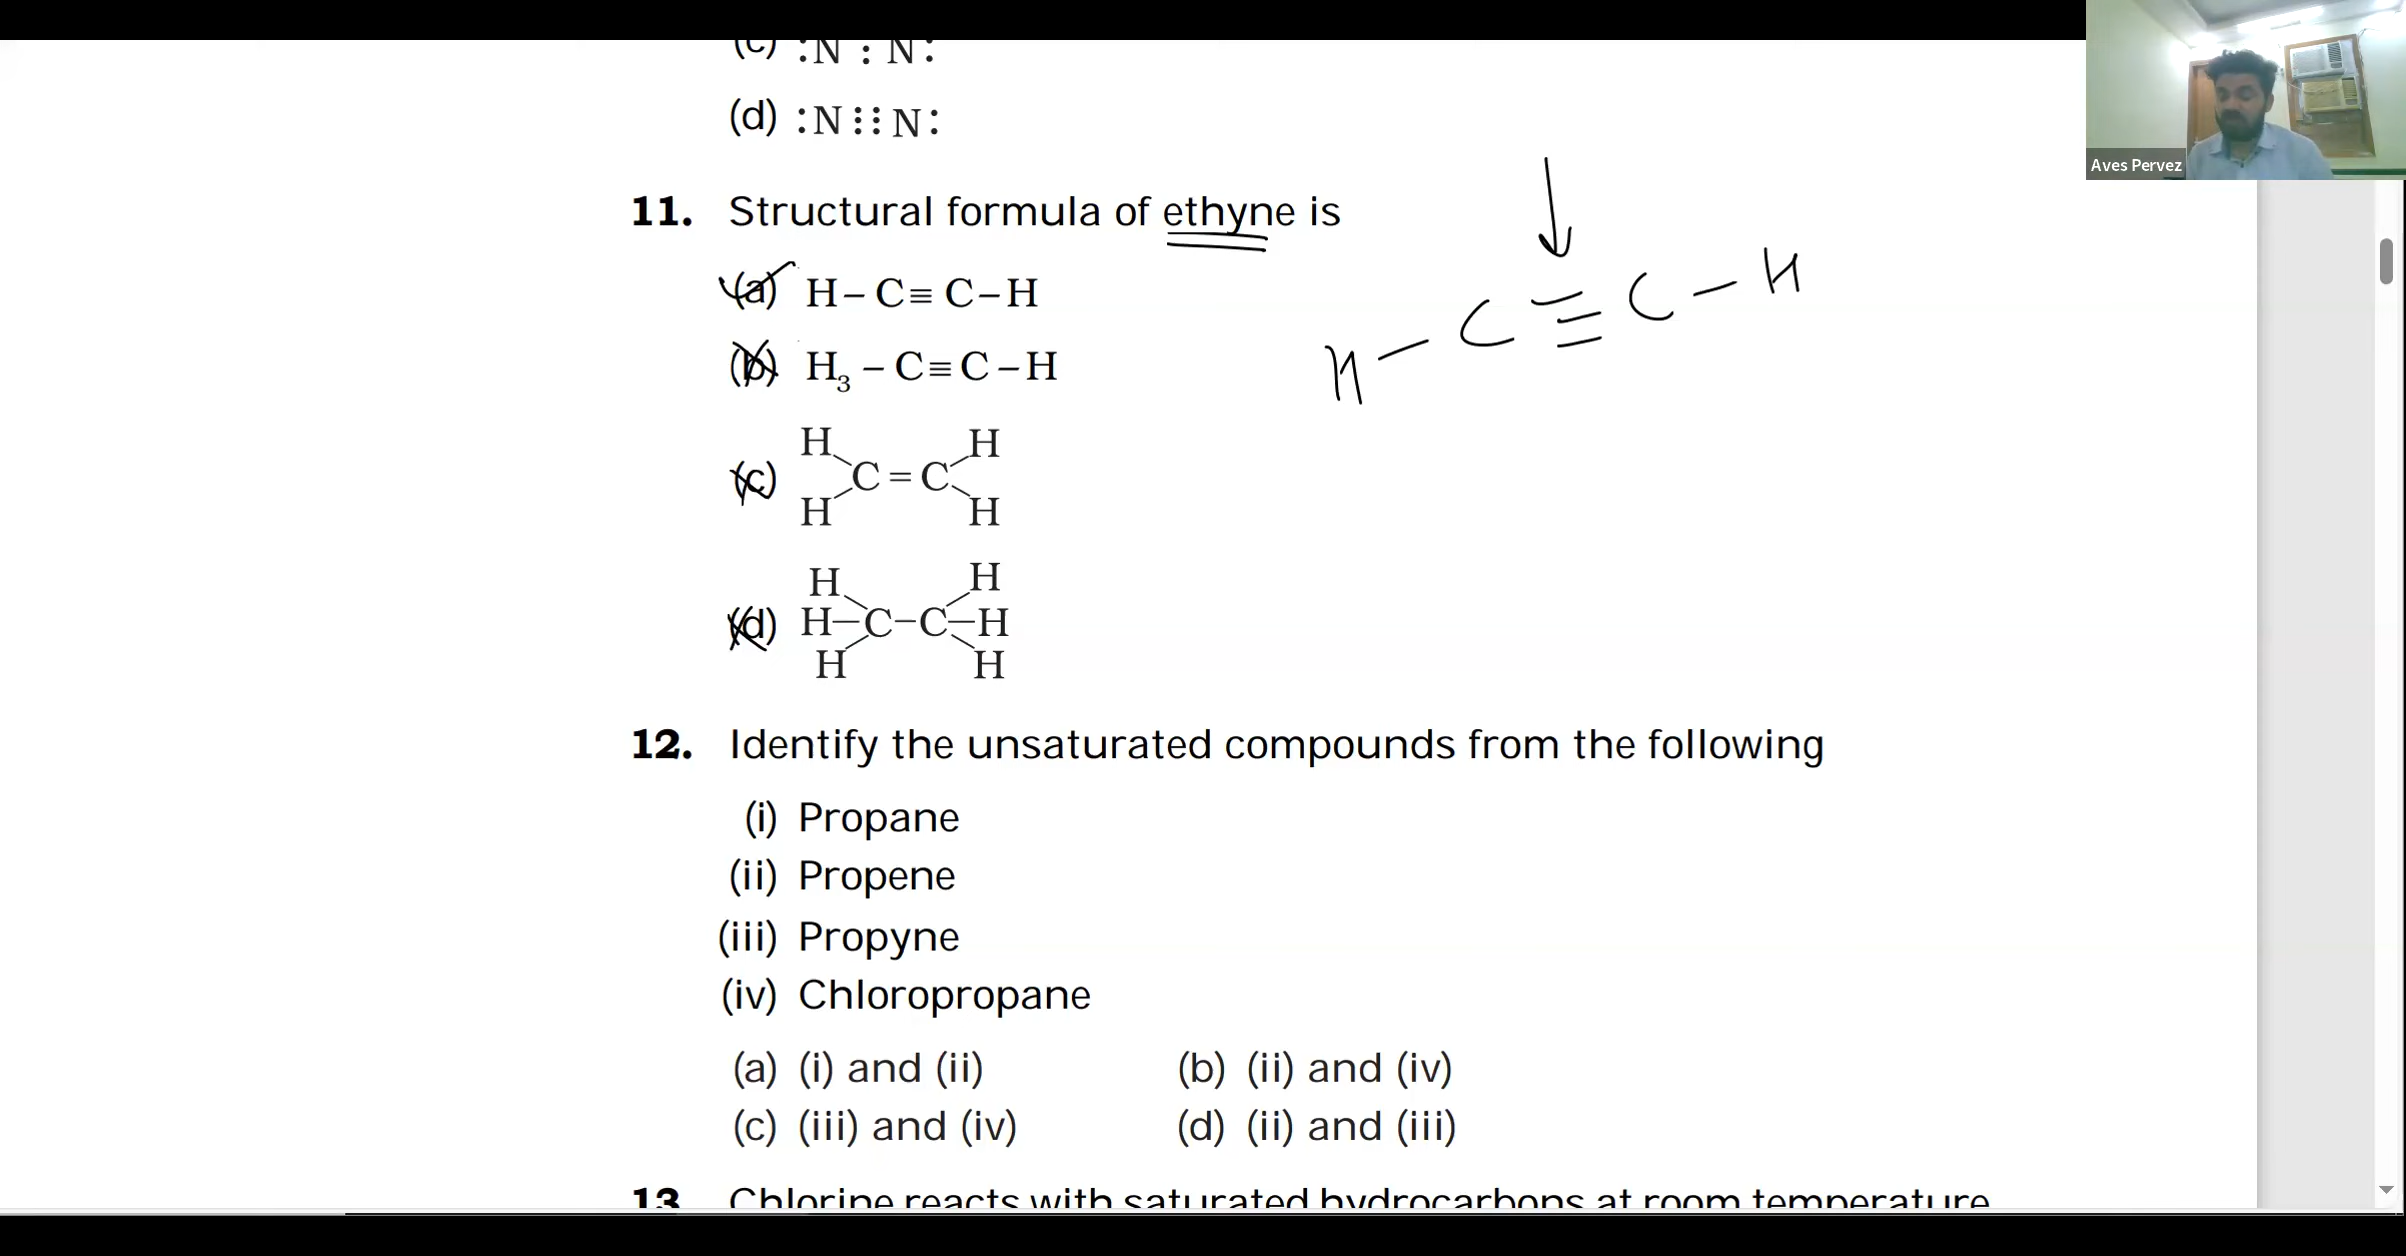 (c) :N : N:
Aves Pervez
(d) :N⫶⫶N:
11. Structural formula of ethyne is
(a) H–C≡C–H
H–C≡C–H
(b) H₃–C≡C–H
H H
(c) C=C
H H
H H
(d) H–C–C–H
H H
12. Identify the unsaturated compounds from the following
(i) Propane
(ii) Propene
(iii) Propyne
(iv) Chloropropane
(a) (i) and (ii) (b) (ii) and (iv)
(c) (iii) and (iv) (d) (ii) and (iii)
13. Chlorine reacts with saturated hydrocarbons at room temperature